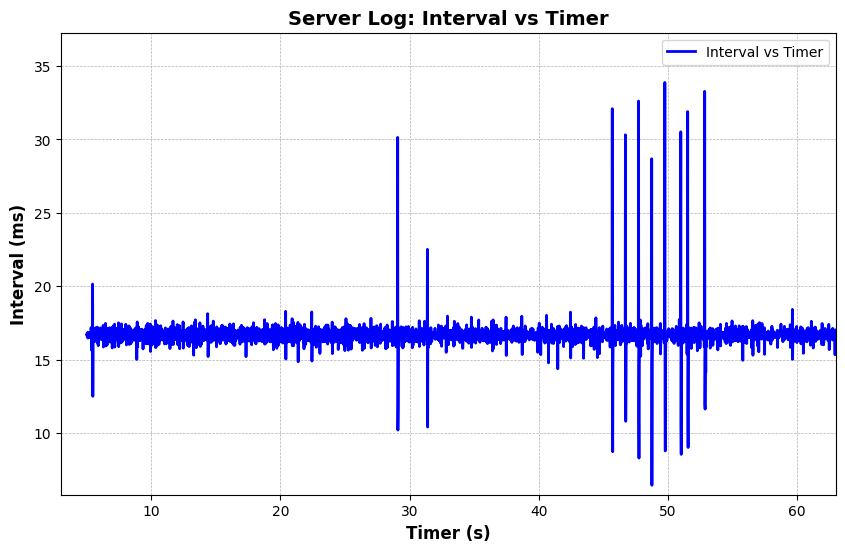 Server Log: Interval vs Timer
Interval vs Timer
Interval (ms)
35
30
25
20
15
10
10 20 30 40 50 60
Timer (s)